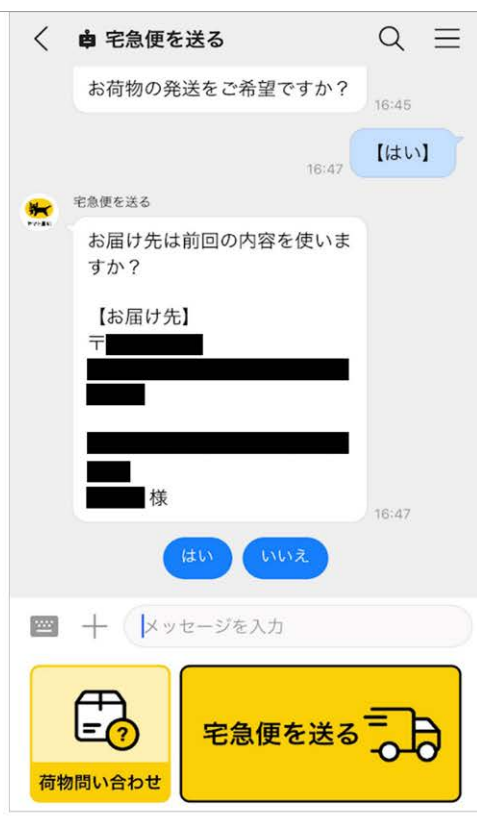 宅急便を送る
お荷物の発送をご希望ですか？
16:45
【はい】
16:47
宅急便を送る
お届け先は前回の内容を使いま
すか？
【お届け先】
〒
様
16:47
はい
いいえ
メッセージを入力
荷物問い合わせ
宅急便を送る